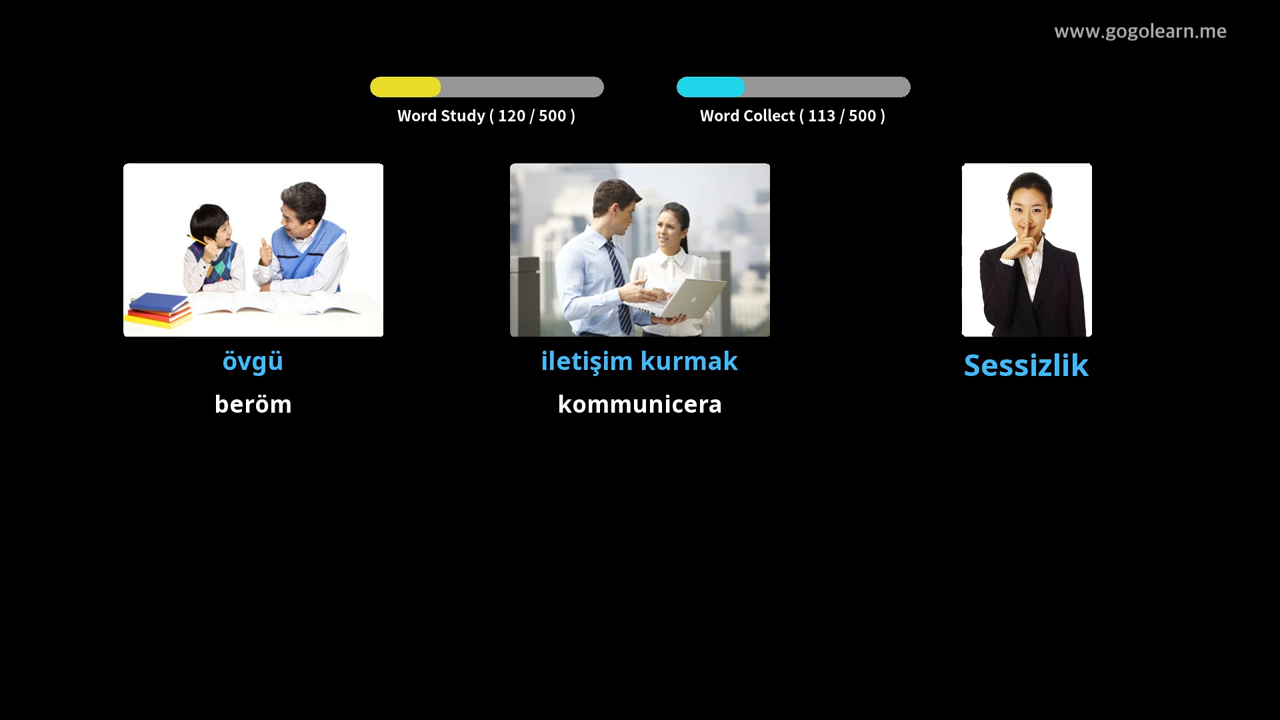 www.gogolearn.me
Word Study ( 120 / 500 )
Word Collect ( 113 / 500 )
övgü
beröm
iletişim kurmak
kommunicera
Sessizlik